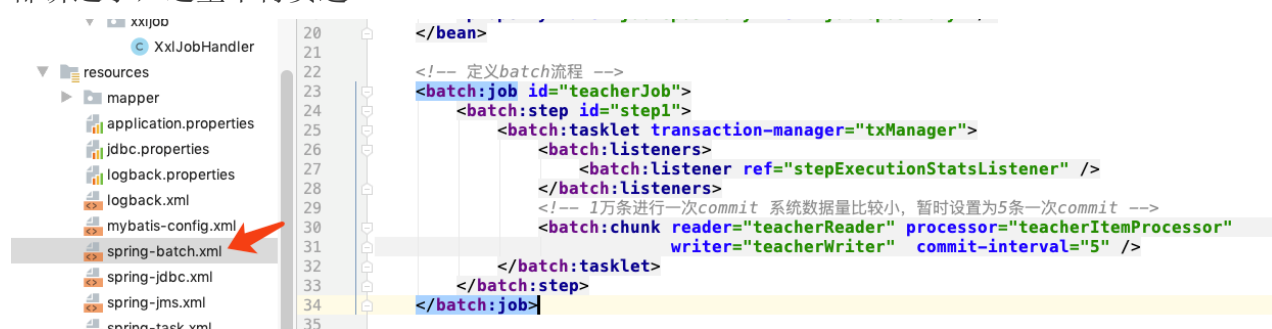 xxljob
XxlJobHandler
resources
mapper
application.properties
jdbc.properties
logback.properties
logback.xml
mybatis-config.xml
spring-batch.xml
spring-jdbc.xml
spring-jms.xml
spring-task.xml
20 </bean>
21
22 <!-- 定义batch流程 -->
23 <batch:job id="teacherJob">
24 <batch:step id="step1">
25 <batch:tasklet transaction-manager="txManager">
26 <batch:listeners>
27 <batch:listener ref="stepExecutionStatsListener" />
28 </batch:listeners>
29 <!-- 1万条进行一次commit 系统数据量比较小，暂时设置为5条一次commit -->
30 <batch:chunk reader="teacherReader" processor="teacherItemProcessor"
31 writer="teacherWriter" commit-interval="5" />
32 </batch:tasklet>
33 </batch:step>
34 </batch:job>
35